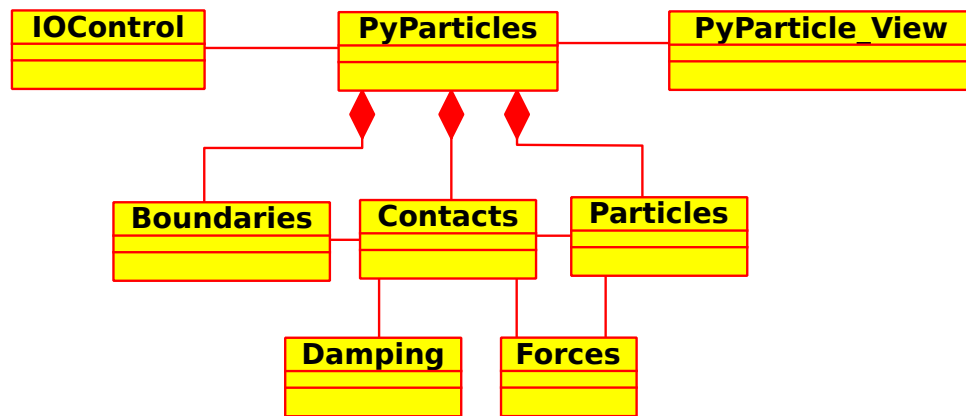 IOControl
PyParticles
PyParticle_View
Boundaries
Contacts
Particles
Damping
Forces